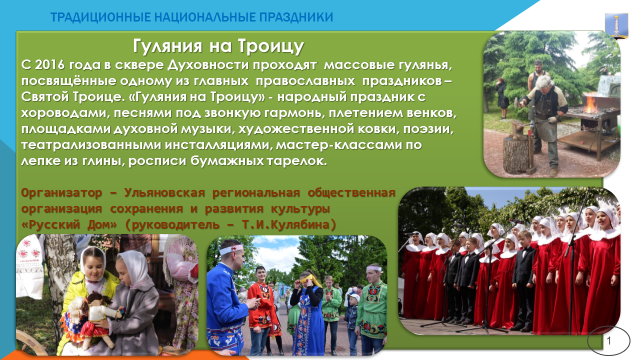 ТРАДИЦИОННЫЕ НАЦИОНАЛЬНЫЕ ПРАЗДНИКИ
Гуляния на Троицу
С 2016 года в сквере Духовности проходят массовые гулянья,
посвящённые одному из главных православных праздников –
Святой Троице. «Гуляния на Троицу» - народный праздник с
хороводами, песнями под звонкую гармонь, плетением венков,
площадками духовной музыки, художественной ковки, поэзии,
театрализованными инсталляциями, мастер-классами по
лепке из глины, росписи бумажных тарелок.
Организатор – Ульяновская региональная общественная
организация сохранения и развития культуры
«Русский Дом» (руководитель – Т.И.Кулябина)
1